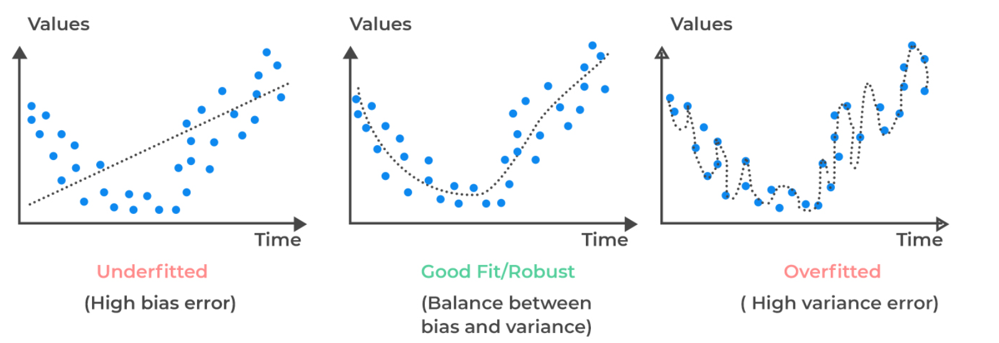 Values
Values
Values
Time
Time
Time
Underfitted
Good Fit/Robust
Overfitted
(High bias error)
(Balance between
bias and variance)
( High variance error)